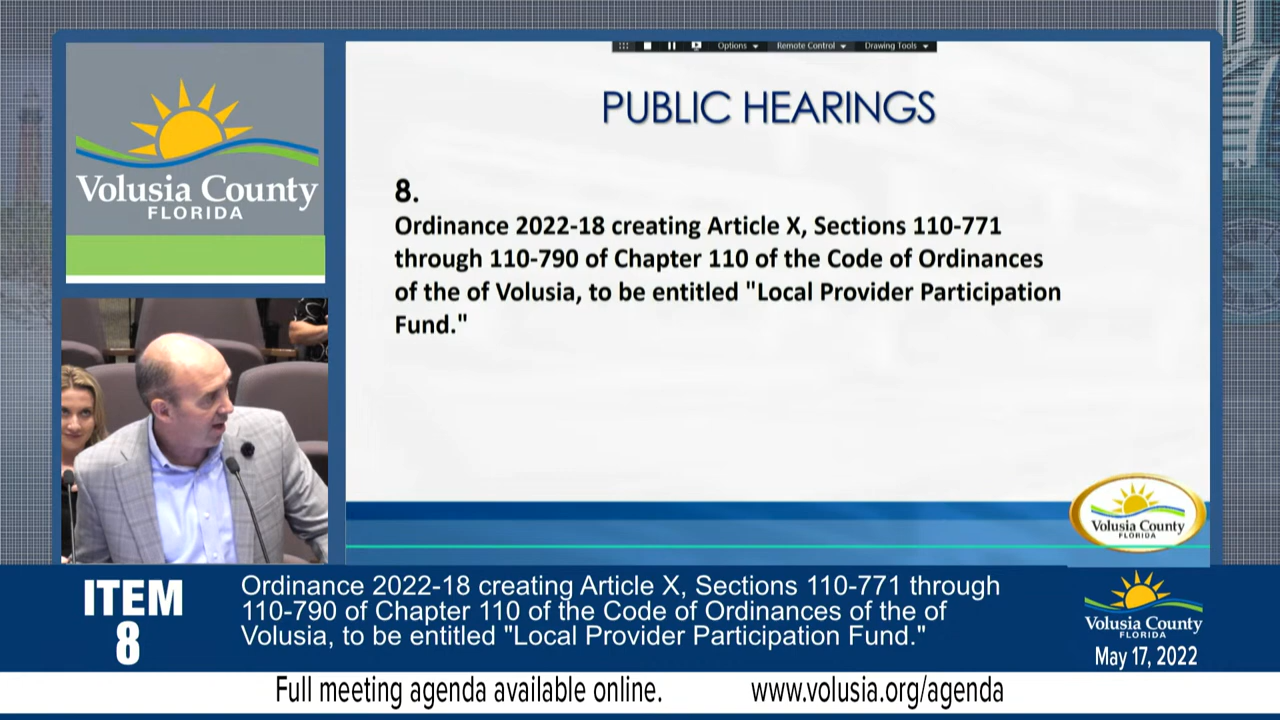 Options
Remote Control
Drawing Tools
Volusia County
FLORIDA
PUBLIC HEARINGS
8.
Ordinance 2022-18 creating Article X, Sections 110-771
through 110-790 of Chapter 110 of the Code of Ordinances
of the of Volusia, to be entitled "Local Provider Participation
Fund."
Volusia County
FLORIDA
ITEM
8
Ordinance 2022-18 creating Article X, Sections 110-771 through
110-790 of Chapter 110 of the Code of Ordinances of the of
Volusia, to be entitled "Local Provider Participation Fund."
Volusia County
FLORIDA
May 17, 2022
Full meeting agenda available online.
www.volusia.org/agenda